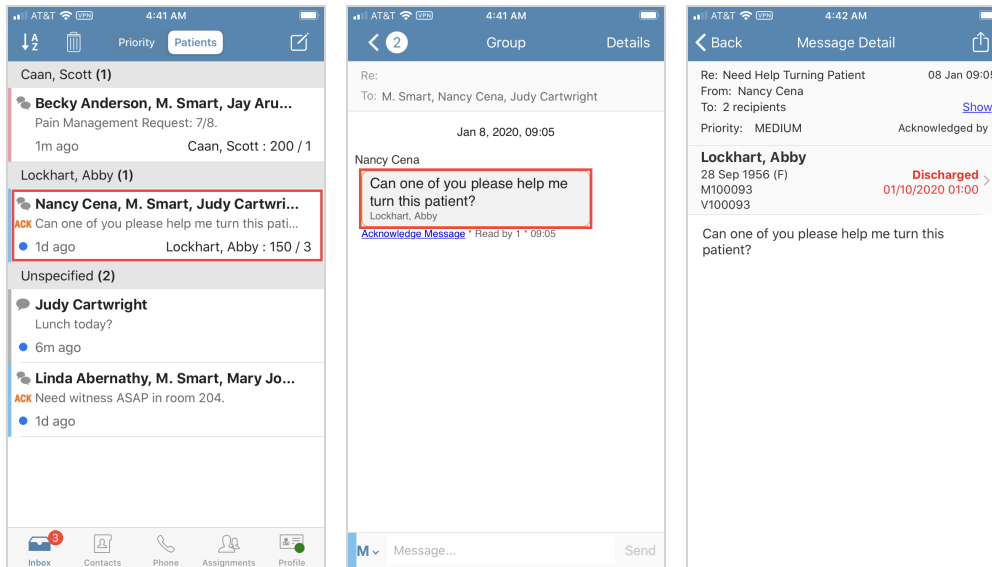 AT&T VPN 4:41 AM
Priority Patients
Caan, Scott (1)
Becky Anderson, M. Smart, Jay Aru...
Pain Management Request: 7/8.
1m ago Caan, Scott : 200 / 1
Lockhart, Abby (1)
Nancy Cena, M. Smart, Judy Cartwri...
ACK Can one of you please help me turn this pati...
1d ago Lockhart, Abby : 150 / 3
Unspecified (2)
Judy Cartwright
Lunch today?
6m ago
Linda Abernathy, M. Smart, Mary Jo...
ACK Need witness ASAP in room 204.
1d ago
3
Inbox Contacts Phone Assignments Profile
AT&T VPN 4:41 AM
2 Group Details
Re:
To: M. Smart, Nancy Cena, Judy Cartwright
Jan 8, 2020, 09:05
Nancy Cena
Can one of you please help me
turn this patient?
Lockhart, Abby
Acknowledge Message * Read by 1 * 09:05
M Message... Send
AT&T VPN 4:42 AM
Back Message Detail
Re: Need Help Turning Patient 08 Jan 09:05
From: Nancy Cena
To: 2 recipients Show
Priority: MEDIUM Acknowledged by
Lockhart, Abby
28 Sep 1956 (F) Discharged
M100093 01/10/2020 01:00
V100093
Can one of you please help me turn this
patient?